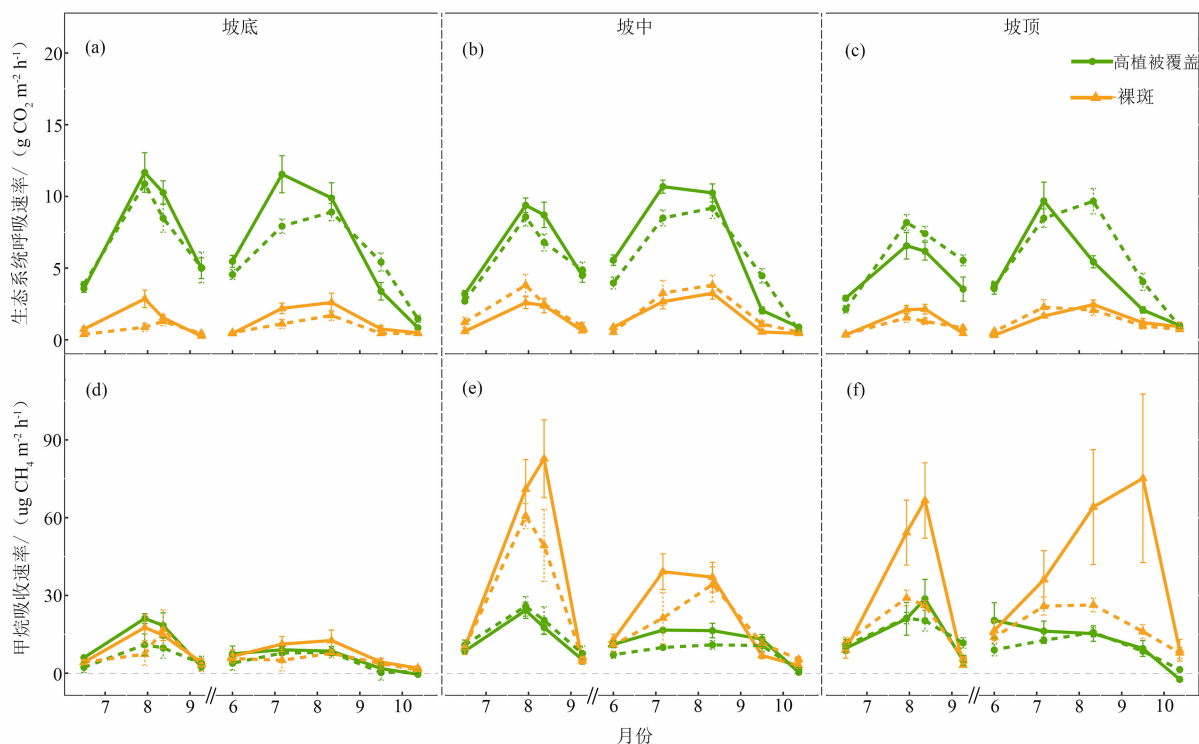 坡底 坡中 坡顶
(a) (b) (c)
高植被覆盖
裸斑
生态系统呼吸速率/（g CO₂ m⁻² h⁻¹）
20
15
10
5
0
(d) (e) (f)
甲烷吸收速率/（ug CH₄ m⁻² h⁻¹）
90
60
30
0
7 8 9 // 6 7 8 9 10 7 8 9 // 6 7 8 9 10 7 8 9 // 6 7 8 9 10
月份